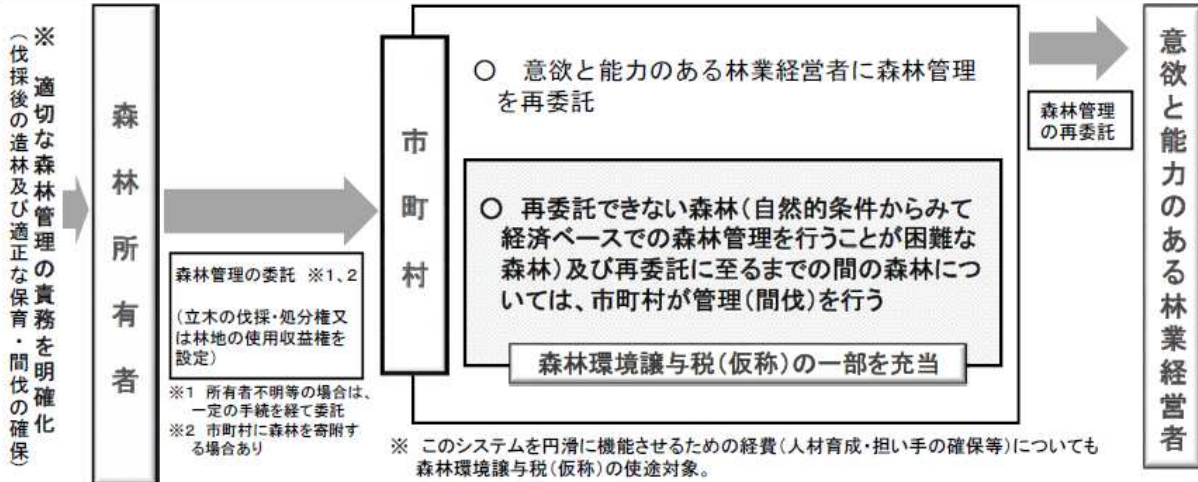 ※ 適切な森林管理の責務を明確化
（伐採後の造林及び適正な保育・間伐の確保）
森林所有者
森林管理の委託 ※1、2
(立木の伐採・処分権又
は林地の使用収益権を
設定)
※1 所有者不明等の場合は、
一定の手続を経て委託
※2 市町村に森林を寄附す
る場合あり
市町村
○ 意欲と能力のある林業経営者に森林管理
を再委託
○ 再委託できない森林(自然的条件からみて
経済ベースでの森林管理を行うことが困難な
森林)及び再委託に至るまでの間の森林につ
いては、市町村が管理(間伐)を行う
森林環境譲与税(仮称)の一部を充当
※ このシステムを円滑に機能させるための経費(人材育成・担い手の確保等)についても
森林環境譲与税(仮称)の使途対象。
森林管理
の再委託
意欲と能力のある林業経営者